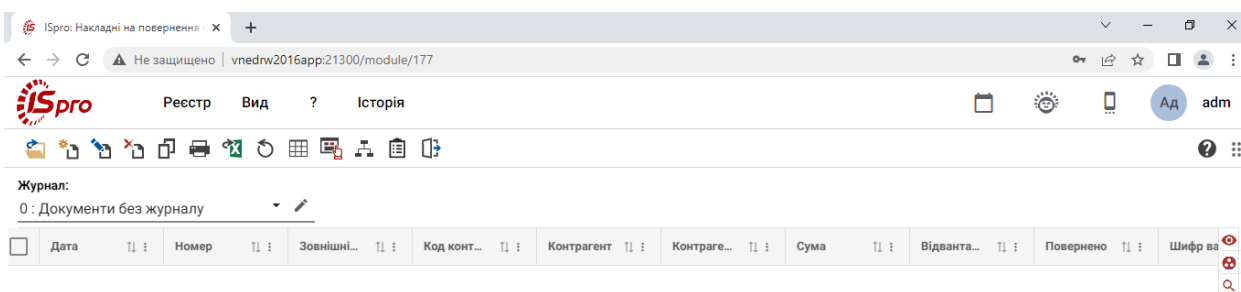 ISpro: Накладні на повернення
Не защищено | vnedrw2016app:21300/module/177
ISpro Реєстр Вид ? Історія Ад adm
Журнал:
0 : Документи без журналу
Дата Номер Зовнішні... Код конт... Контрагент Контраге... Сума Відванта... Повернено Шифр ва